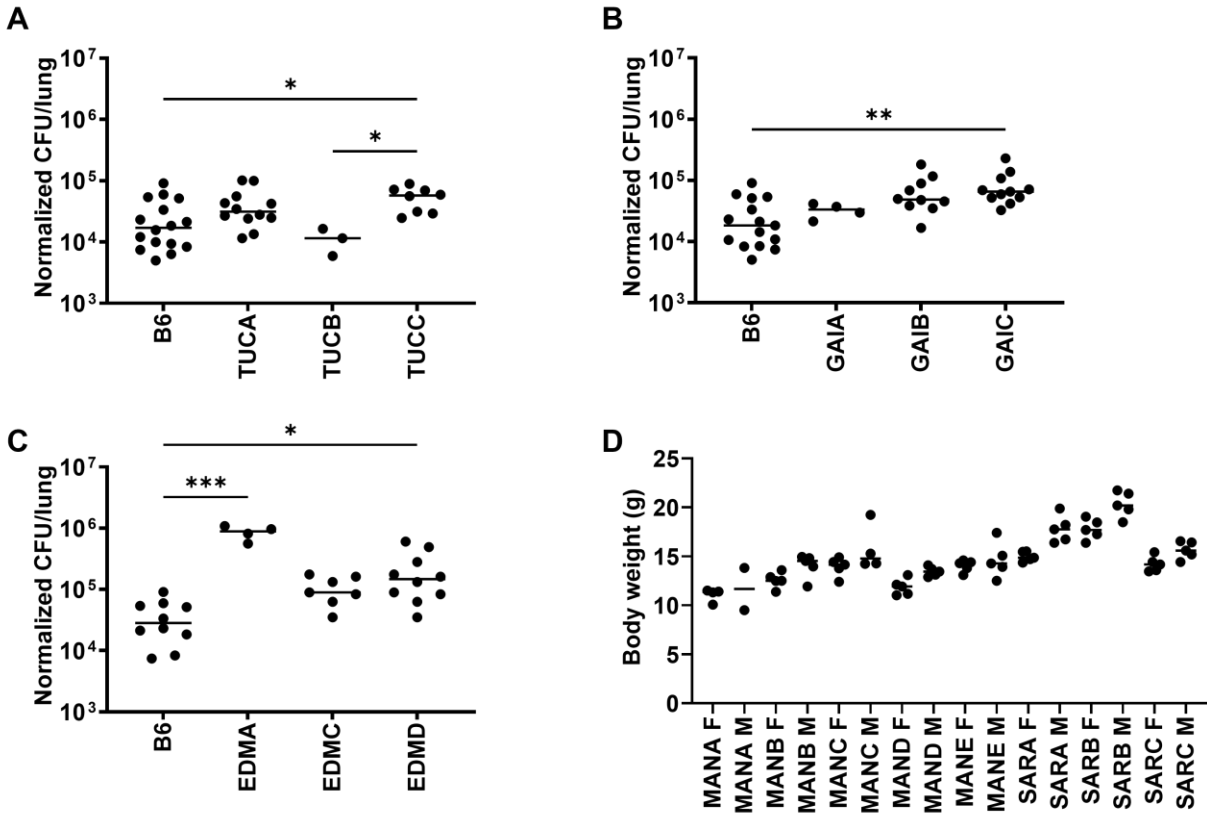 A
Normalized CFU/lung
10⁷
10⁶
10⁵
10⁴
10³
*
*
B6
TUCA
TUCB
TUCC
B
Normalized CFU/lung
10⁷
10⁶
10⁵
10⁴
10³
**
B6
GAIA
GAIB
GAIC
C
Normalized CFU/lung
10⁷
10⁶
10⁵
10⁴
10³
*
***
B6
EDMA
EDMC
EDMD
D
Body weight (g)
25
20
15
10
5
0
MANA F
MANA M
MANB F
MANB M
MANC F
MANC M
MAND F
MAND M
MANE F
MANE M
SARA F
SARA M
SARB F
SARB M
SARC F
SARC M